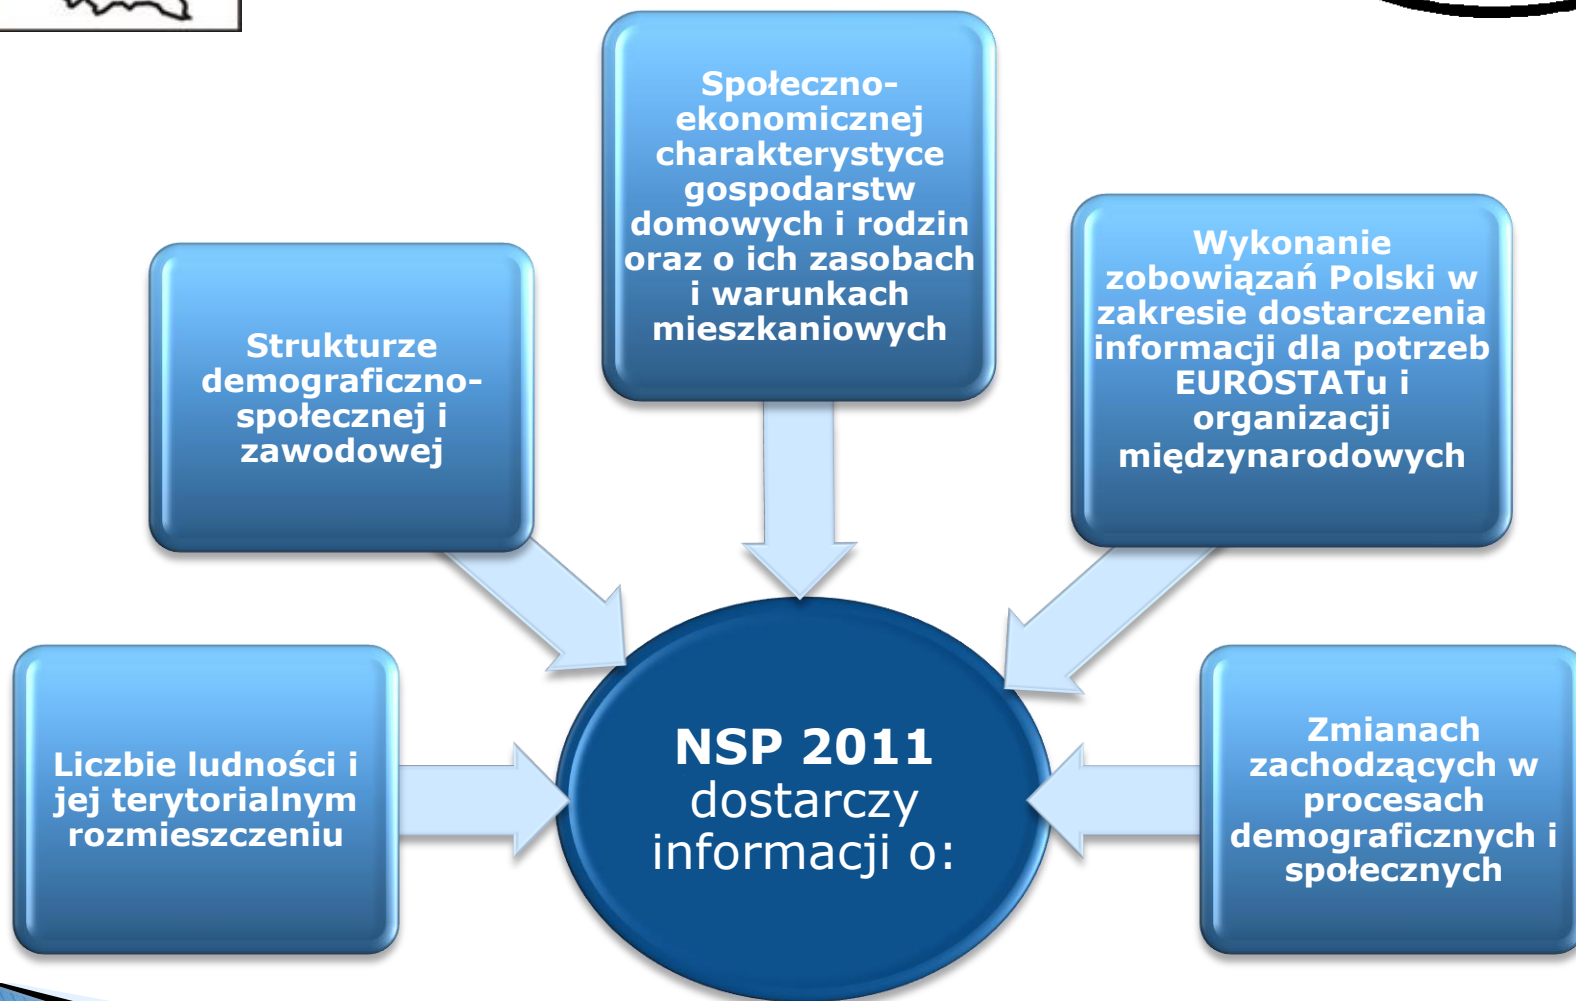 Społeczno-
ekonomicznej
charakterystyce
gospodarstw
domowych i rodzin
oraz o ich zasobach
i warunkach
mieszkaniowych
Wykonanie
zobowiązań Polski w
zakresie dostarczenia
informacji dla potrzeb
EUROSTATu i
organizacji
międzynarodowych
Strukturze
demograficzno-
społecznej i
zawodowej
Liczbie ludności i
jej terytorialnym
rozmieszczeniu
NSP 2011
dostarczy
informacji o:
Zmianach
zachodzących w
procesach
demograficznych i
społecznych